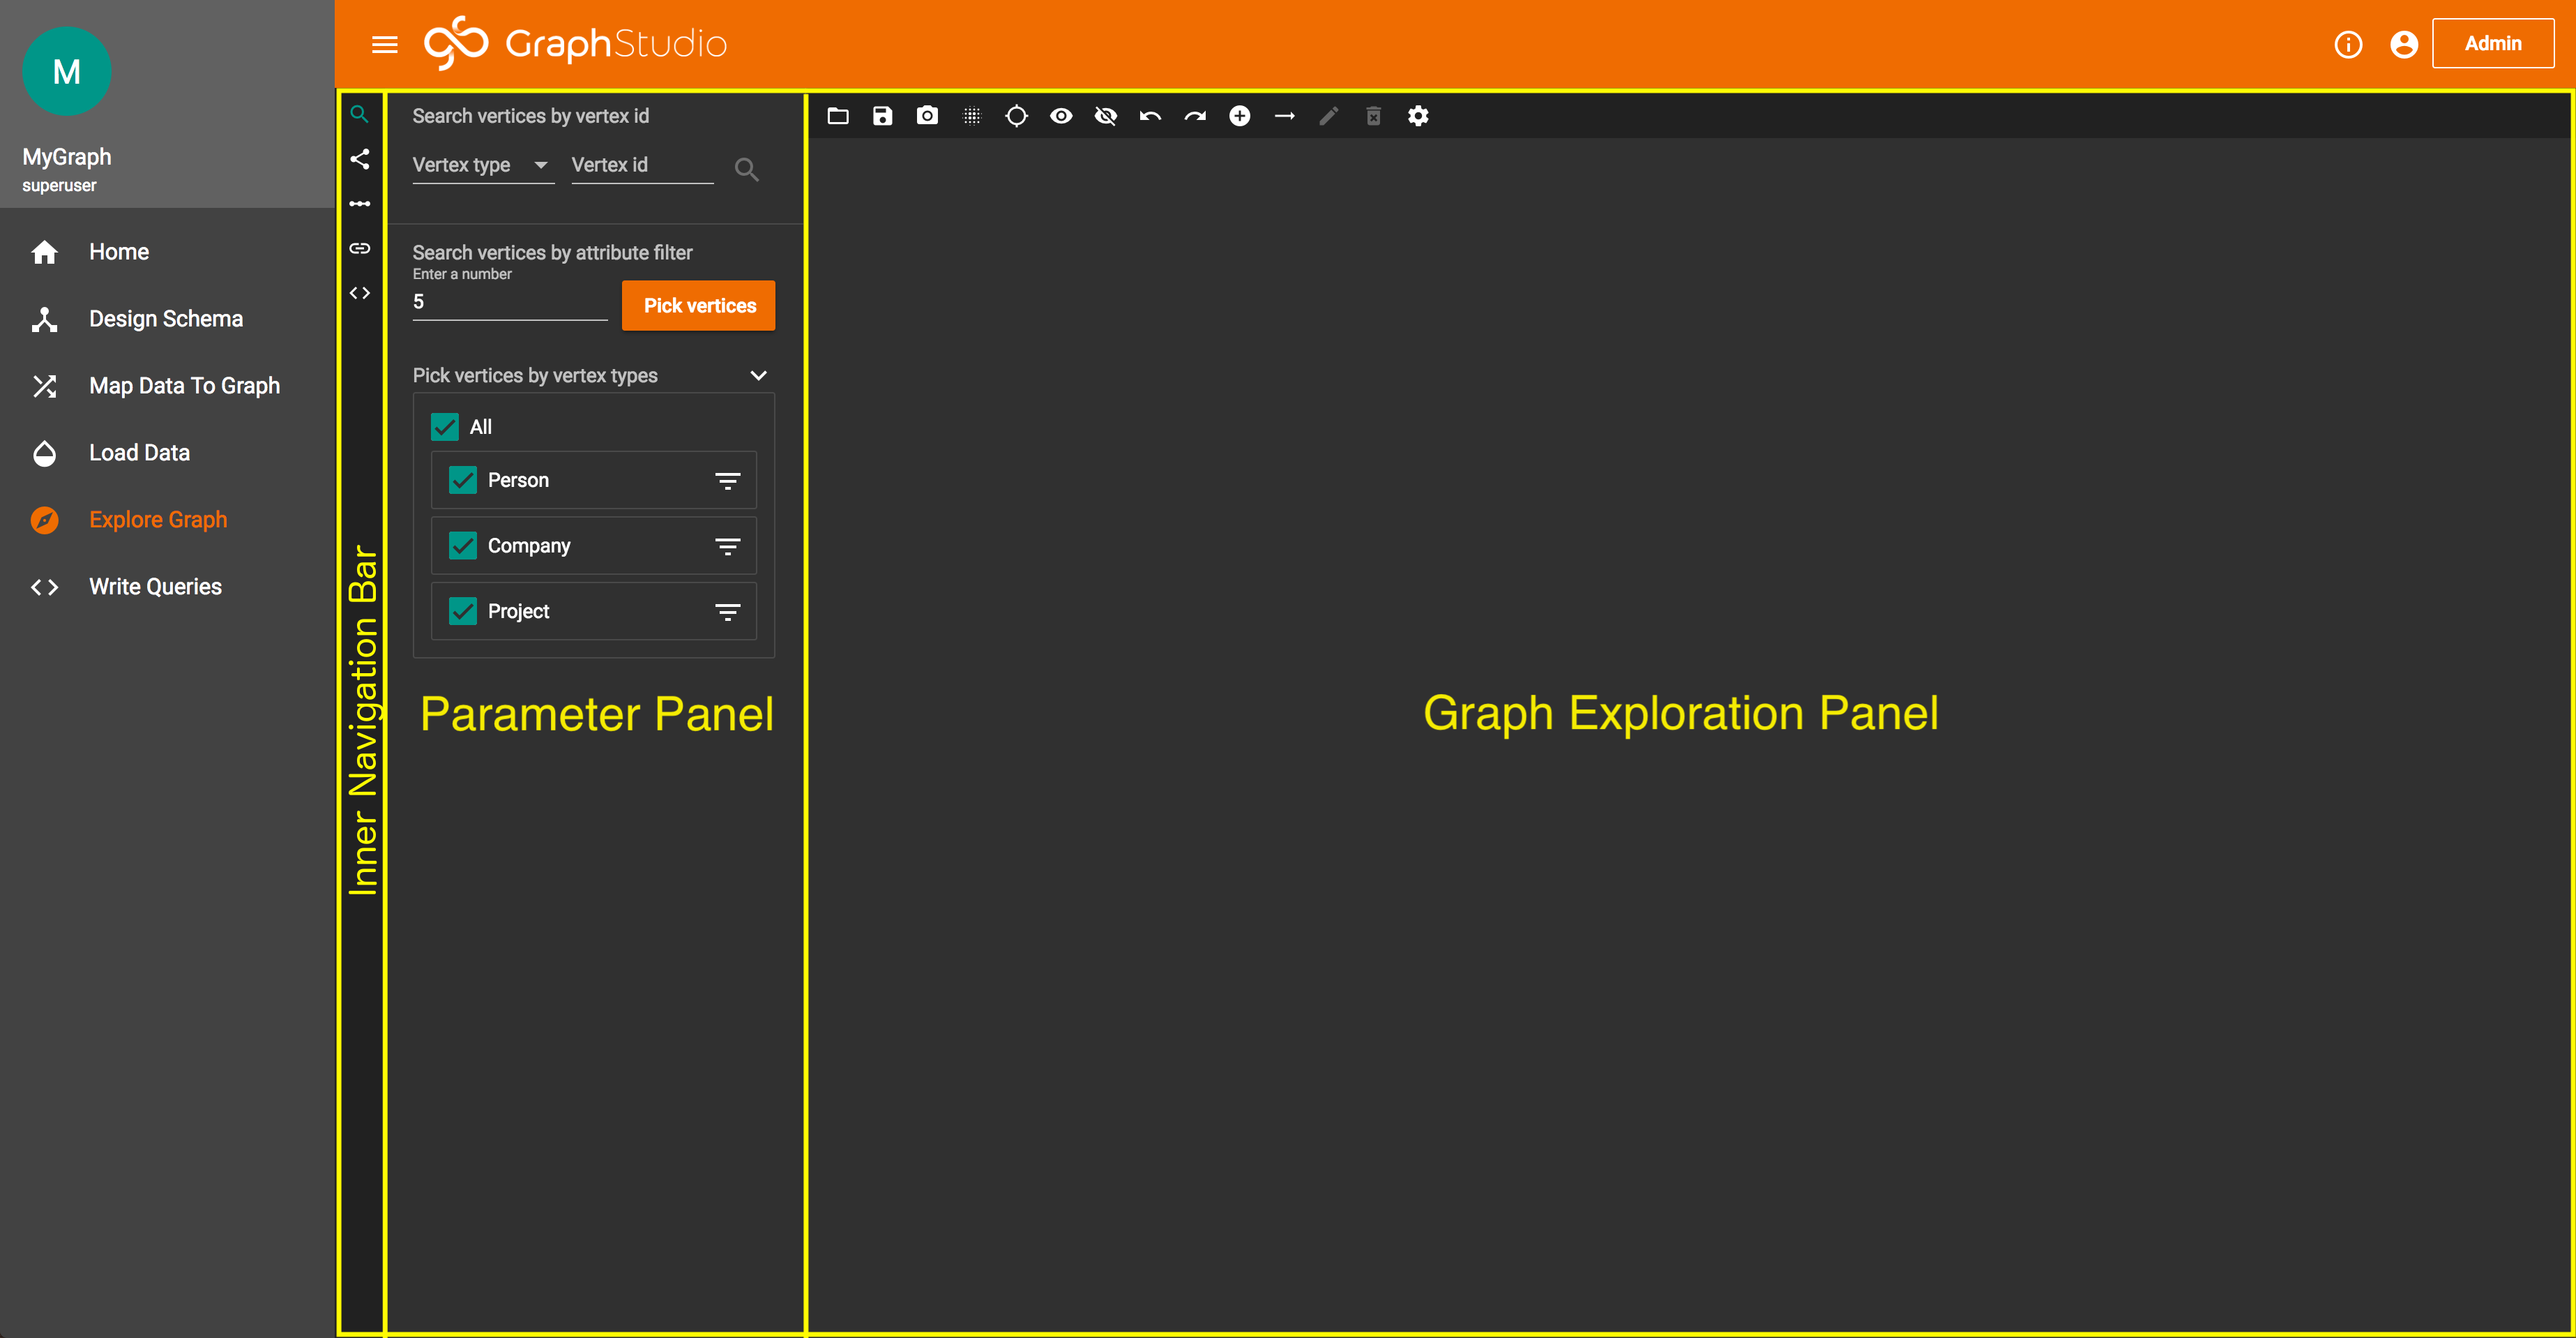 M
MyGraph
superuser
Home
Design Schema
Map Data To Graph
Load Data
Explore Graph
Write Queries
GraphStudio
Admin
Inner Navigation Bar
Search vertices by vertex id
Vertex type
Vertex id
Search vertices by attribute filter
Enter a number
5
Pick vertices
Pick vertices by vertex types
All
Person
Company
Project
Parameter Panel
Graph Exploration Panel